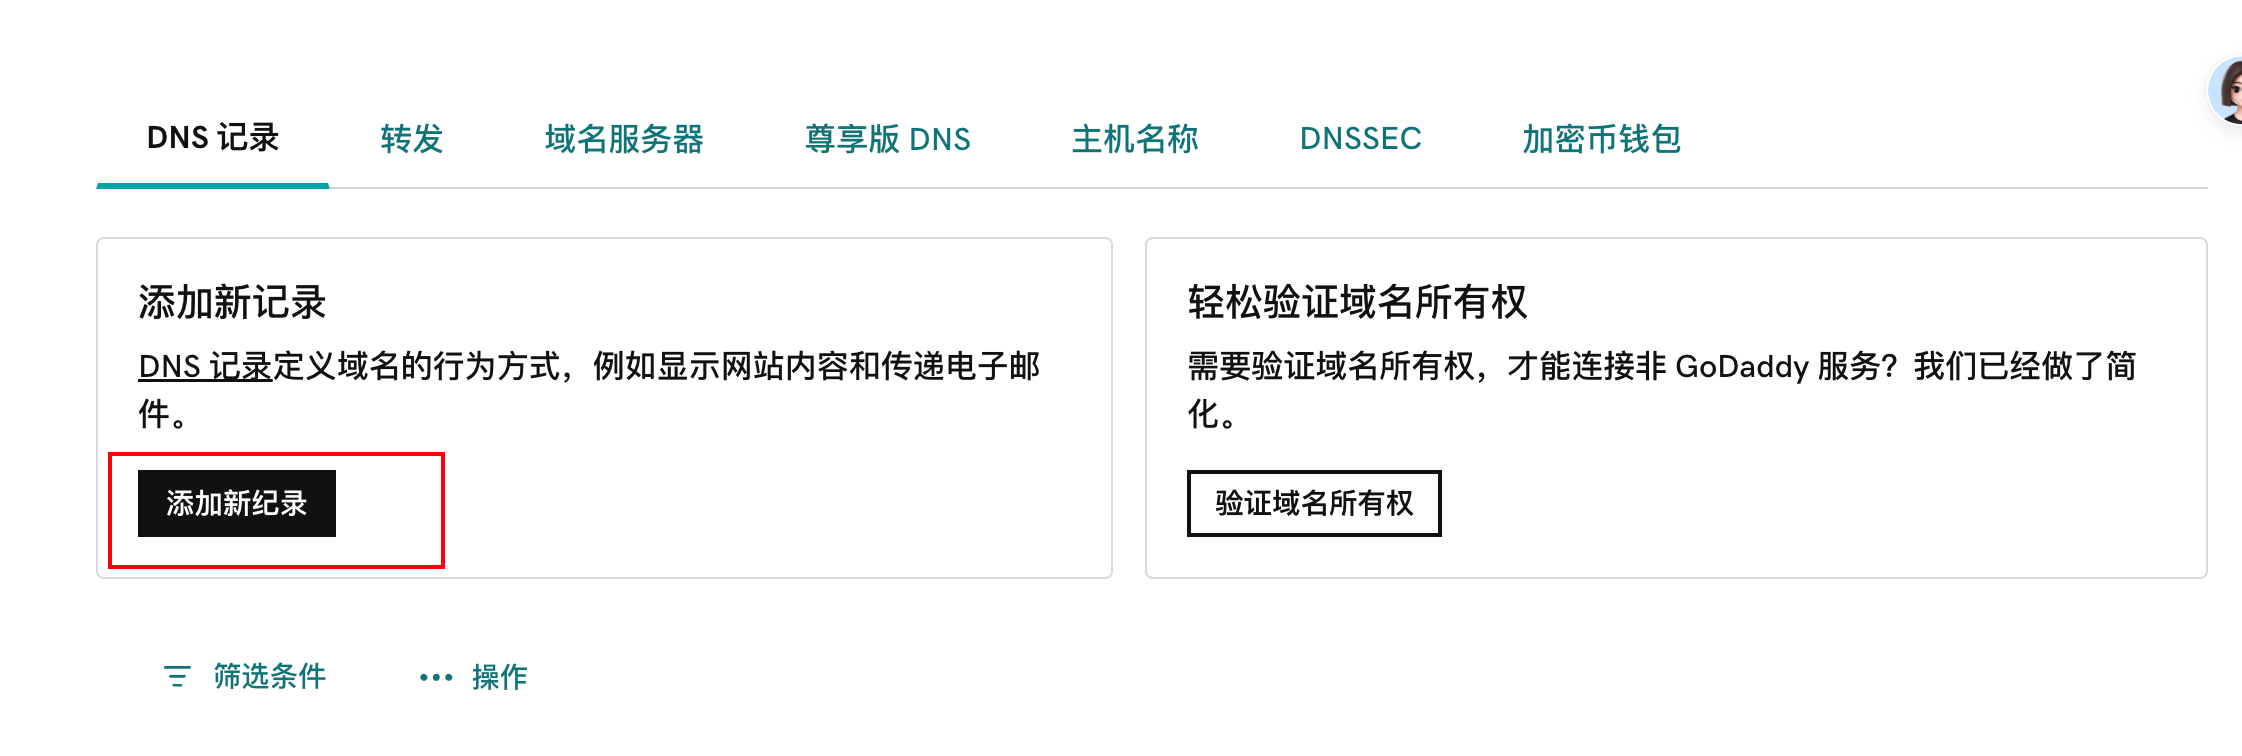 DNS 记录 转发 域名服务器 尊享版 DNS 主机名称 DNSSEC 加密币钱包
添加新记录
DNS 记录定义域名的行为方式，例如显示网站内容和传递电子邮
件。
添加新纪录
轻松验证域名所有权
需要验证域名所有权，才能连接非 GoDaddy 服务？我们已经做了简
化。
验证域名所有权
筛选条件 ••• 操作